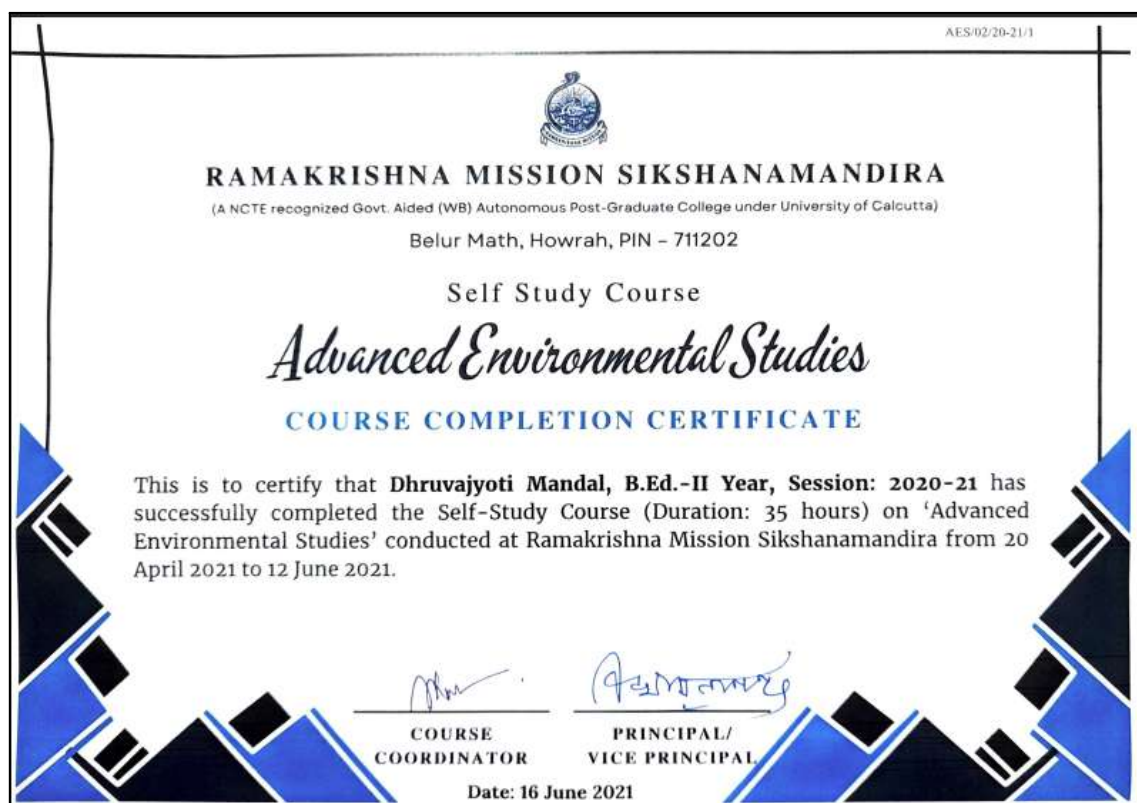 AES/02/20-21/1
RAMAKRISHNA MISSION SIKSHANAMANDIRA
(A NCTE recognized Govt. Aided (WB) Autonomous Post-Graduate College under University of Calcutta)
Belur Math, Howrah, PIN – 711202
Self Study Course
Advanced Environmental Studies
COURSE COMPLETION CERTIFICATE
This is to certify that Dhruvajyoti Mandal, B.Ed.-II Year, Session: 2020-21 has
successfully completed the Self-Study Course (Duration: 35 hours) on ‘Advanced
Environmental Studies’ conducted at Ramakrishna Mission Sikshanamandira from 20
April 2021 to 12 June 2021.
COURSE
COORDINATOR
PRINCIPAL/
VICE PRINCIPAL
Date: 16 June 2021